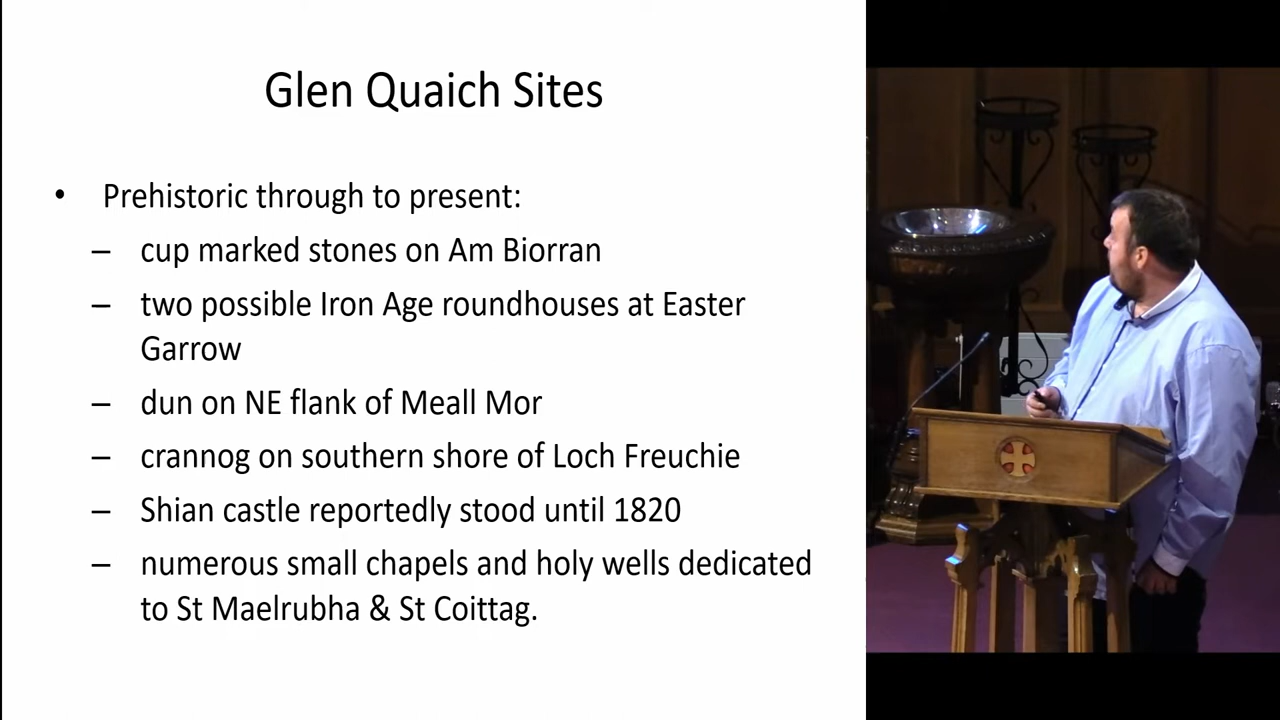 Glen Quaich Sites
• Prehistoric through to present:
– cup marked stones on Am Biorran
– two possible Iron Age roundhouses at Easter
Garrow
– dun on NE flank of Meall Mor
– crannog on southern shore of Loch Freuchie
– Shian castle reportedly stood until 1820
– numerous small chapels and holy wells dedicated
to St Maelrubha & St Coittag.